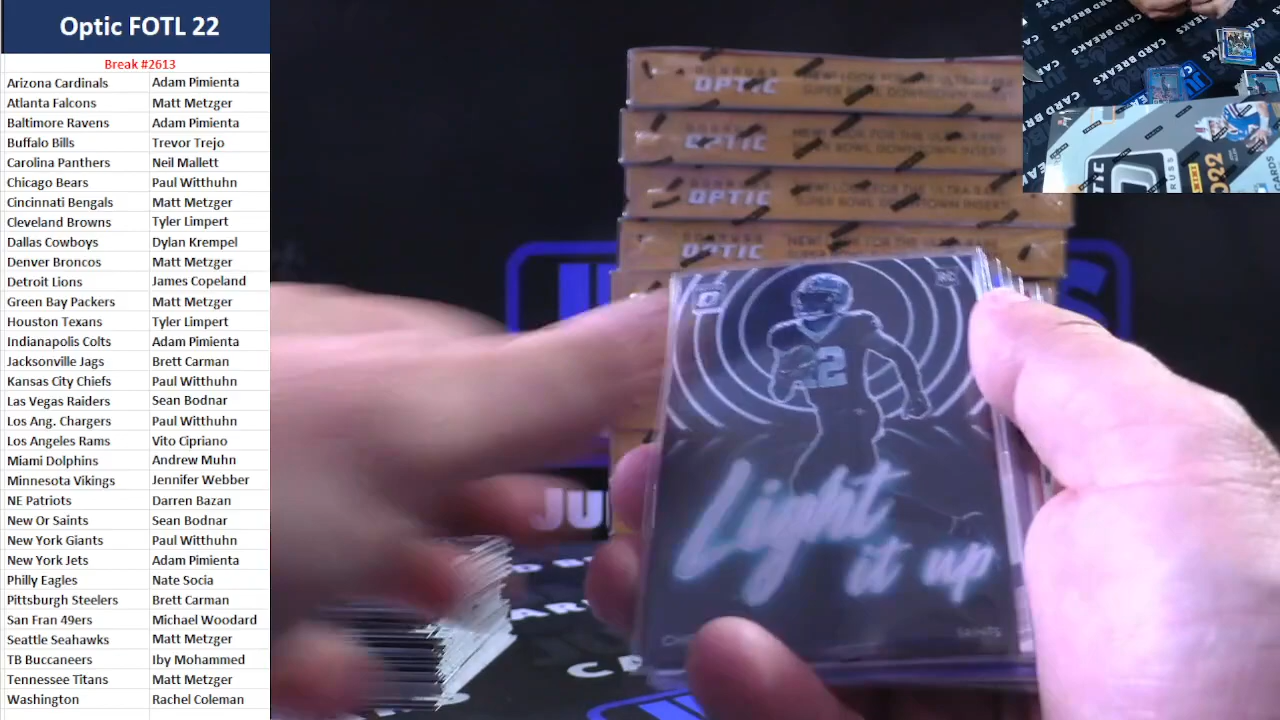 Optic FOTL 22
Break #2613
Arizona Cardinals Adam Pimienta
Atlanta Falcons Matt Metzger
Baltimore Ravens Adam Pimienta
Buffalo Bills Trevor Trejo
Carolina Panthers Neil Mallett
Chicago Bears Paul Witthuhn
Cincinnati Bengals Matt Metzger
Cleveland Browns Tyler Limpert
Dallas Cowboys Dylan Krempel
Denver Broncos Matt Metzger
Detroit Lions James Copeland
Green Bay Packers Matt Metzger
Houston Texans Tyler Limpert
Indianapolis Colts Adam Pimienta
Jacksonville Jags Brett Carman
Kansas City Chiefs Paul Witthuhn
Las Vegas Raiders Sean Bodnar
Los Ang. Chargers Paul Witthuhn
Los Angeles Rams Vito Cipriano
Miami Dolphins Andrew Muhn
Minnesota Vikings Jennifer Webber
NE Patriots Darren Bazan
New Or Saints Sean Bodnar
New York Giants Paul Witthuhn
New York Jets Adam Pimienta
Philly Eagles Nate Socia
Pittsburgh Steelers Brett Carman
San Fran 49ers Michael Woodard
Seattle Seahawks Matt Metzger
TB Buccaneers Iby Mohammed
Tennessee Titans Matt Metzger
Washington Rachel Coleman
OPTIC
OPTIC
OPTIC
OPTIC
RC
22
Light
it up
SAINTS
CARD BREAKS
2022